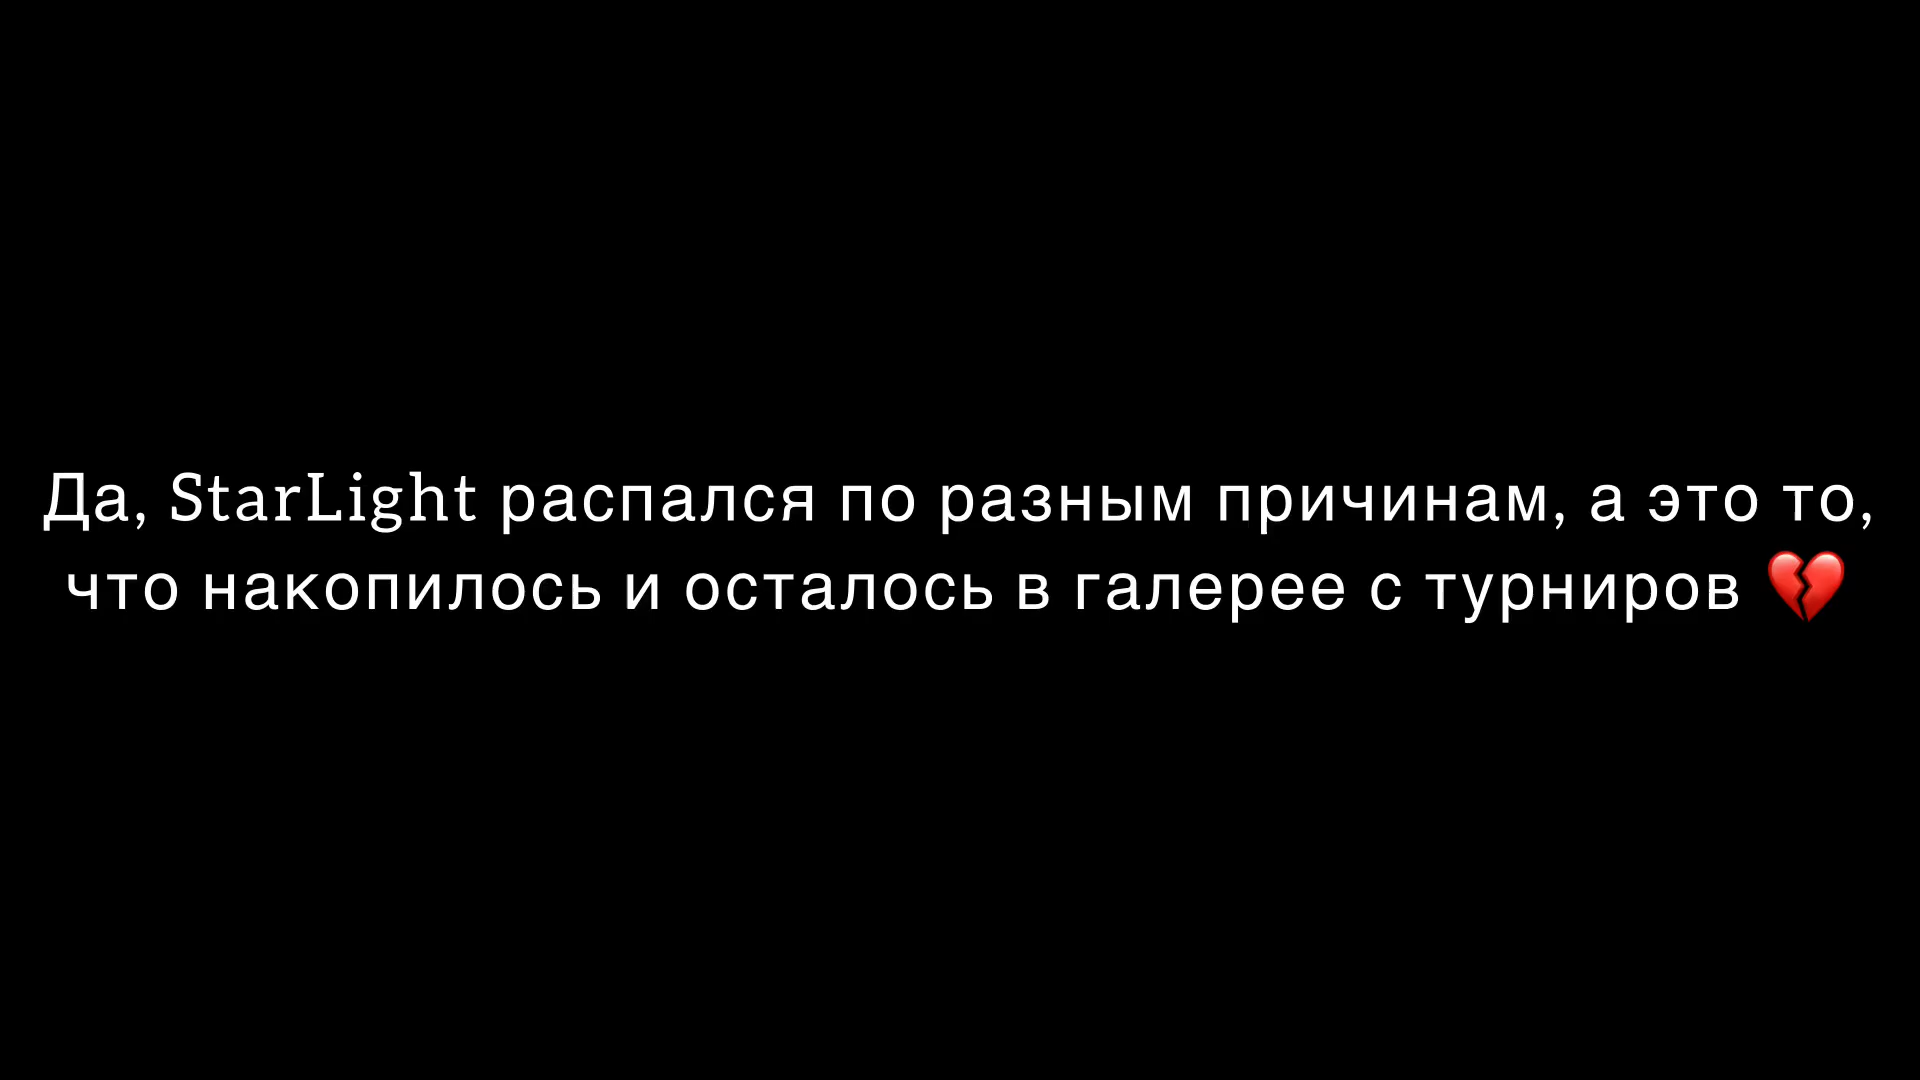 Да, StarLight распался по разным причинам, а это то,
что накопилось и осталось в галерее с турниров 💔